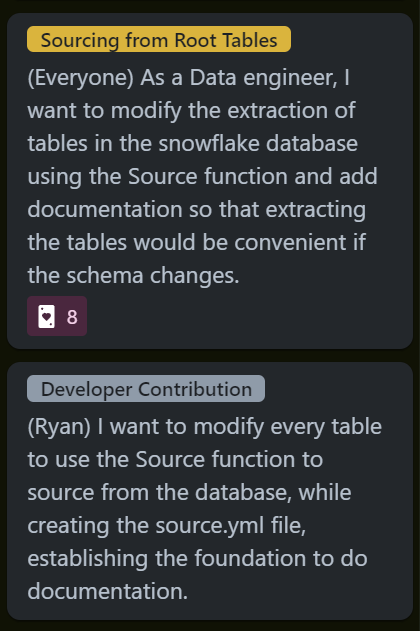 Sourcing from Root Tables
(Everyone) As a Data engineer, I
want to modify the extraction of
tables in the snowflake database
using the Source function and add
documentation so that extracting
the tables would be convenient if
the schema changes.
8
Developer Contribution
(Ryan) I want to modify every table
to use the Source function to
source from the database, while
creating the source.yml file,
establishing the foundation to do
documentation.